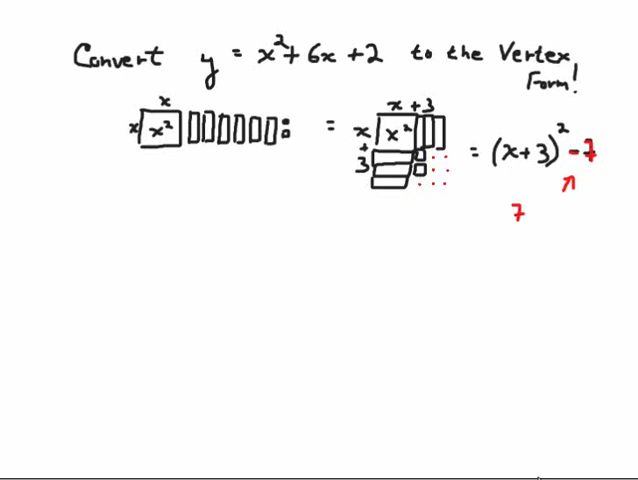 Convert y = x²+ 6x +2 to the Vertex
Form!
x
x x²
=
x + 3
x x²
+
3
= (x+3)² -7
7